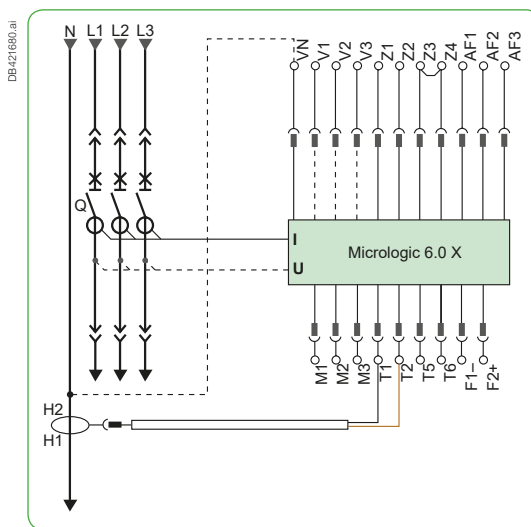 DB421680.ai
N L1 L2 L3
VN V1 V2 V3 Z1 Z2 Z3 Z4 AF1 AF2 AF3
Q
I
U
Micrologic 6.0 X
M1 M2 M3 T1 T2 T5 T6 F1– F2+
H2
H1